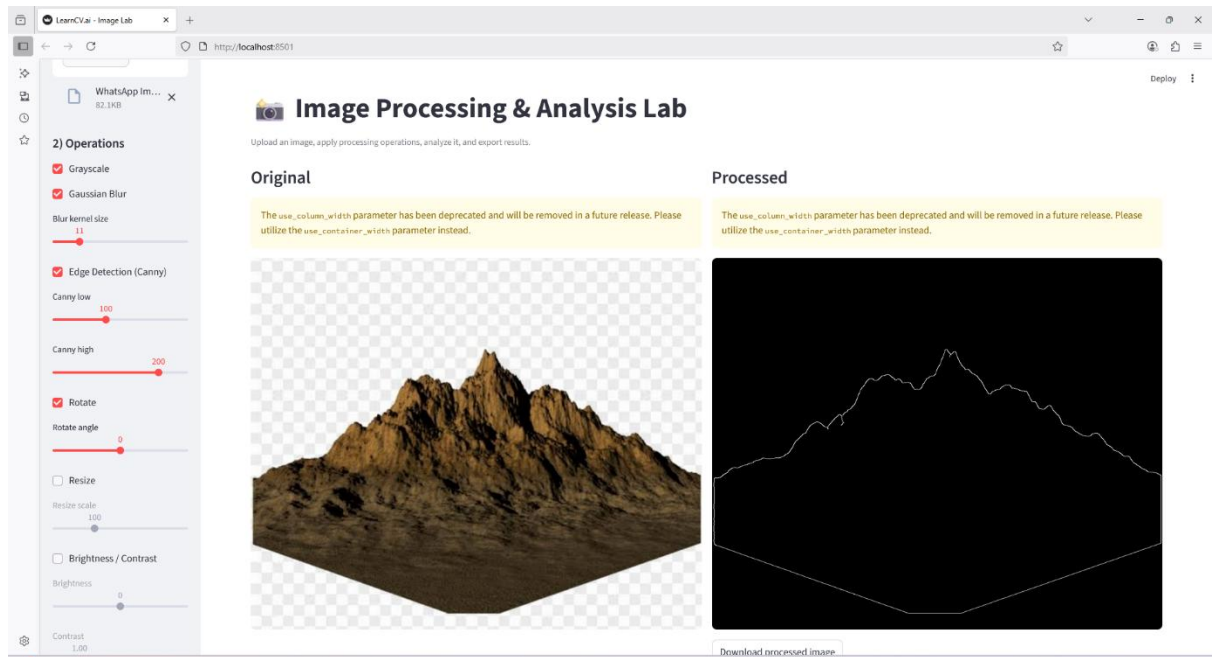 LearnCV.ai - Image Lab
http://localhost:8501
Deploy
WhatsApp Im...
82.1KB
2) Operations
Grayscale
Gaussian Blur
Blur kernel size
11
Edge Detection (Canny)
Canny low
100
Canny high
200
Rotate
Rotate angle
0
Resize
Resize scale
100
Brightness / Contrast
Brightness
0
Contrast
1.00
Image Processing & Analysis Lab
Upload an image, apply processing operations, analyze it, and export results.
Original
The use_column_width parameter has been deprecated and will be removed in a future release. Please
utilize the use_container_width parameter instead.
Processed
The use_column_width parameter has been deprecated and will be removed in a future release. Please
utilize the use_container_width parameter instead.
Download processed image